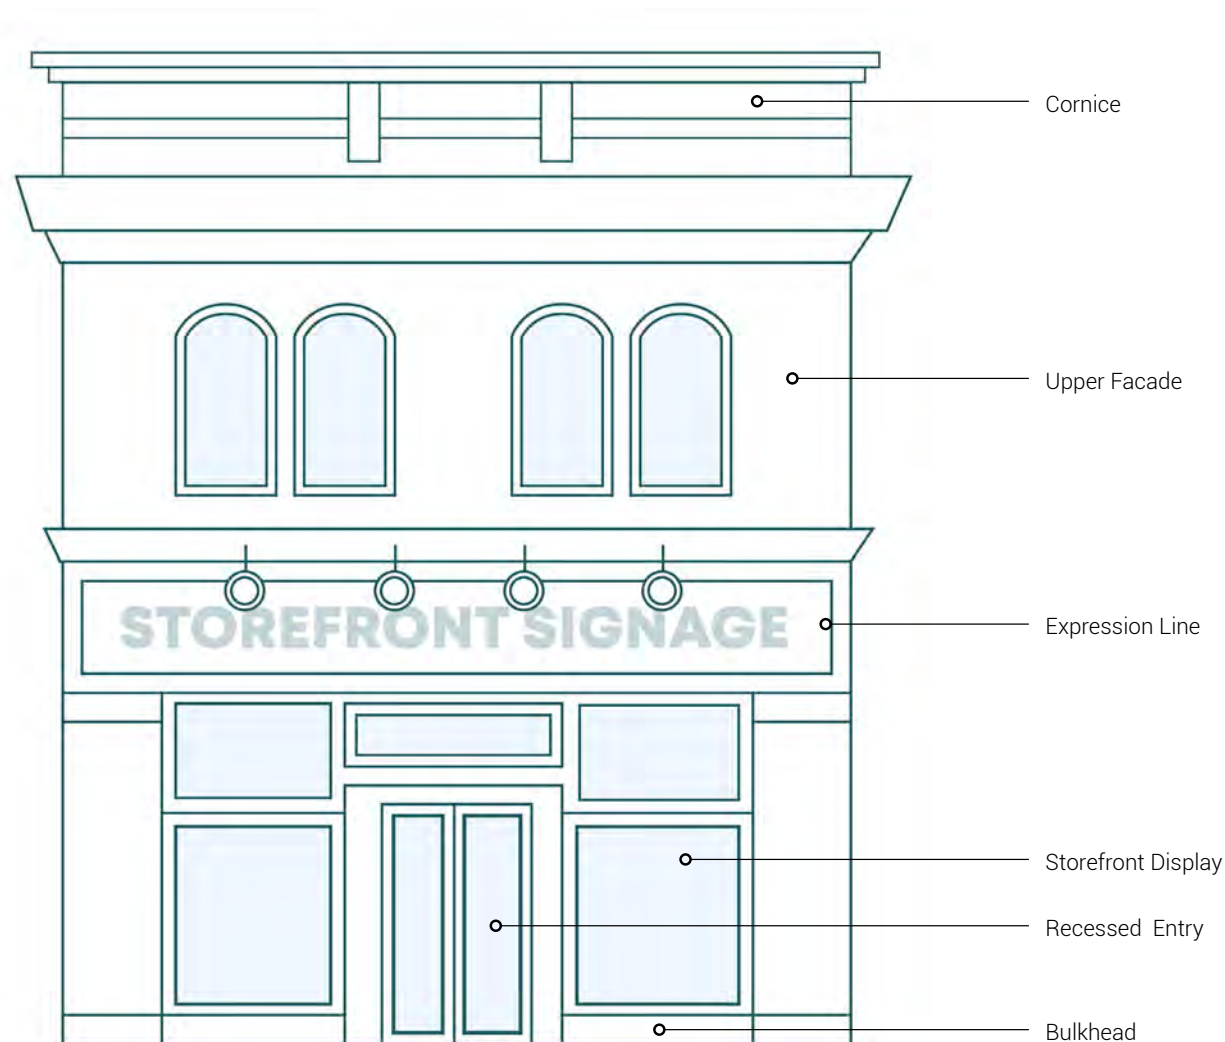 Cornice
Upper Facade
STOREFRONT SIGNAGE
Expression Line
Storefront Display
Recessed Entry
Bulkhead